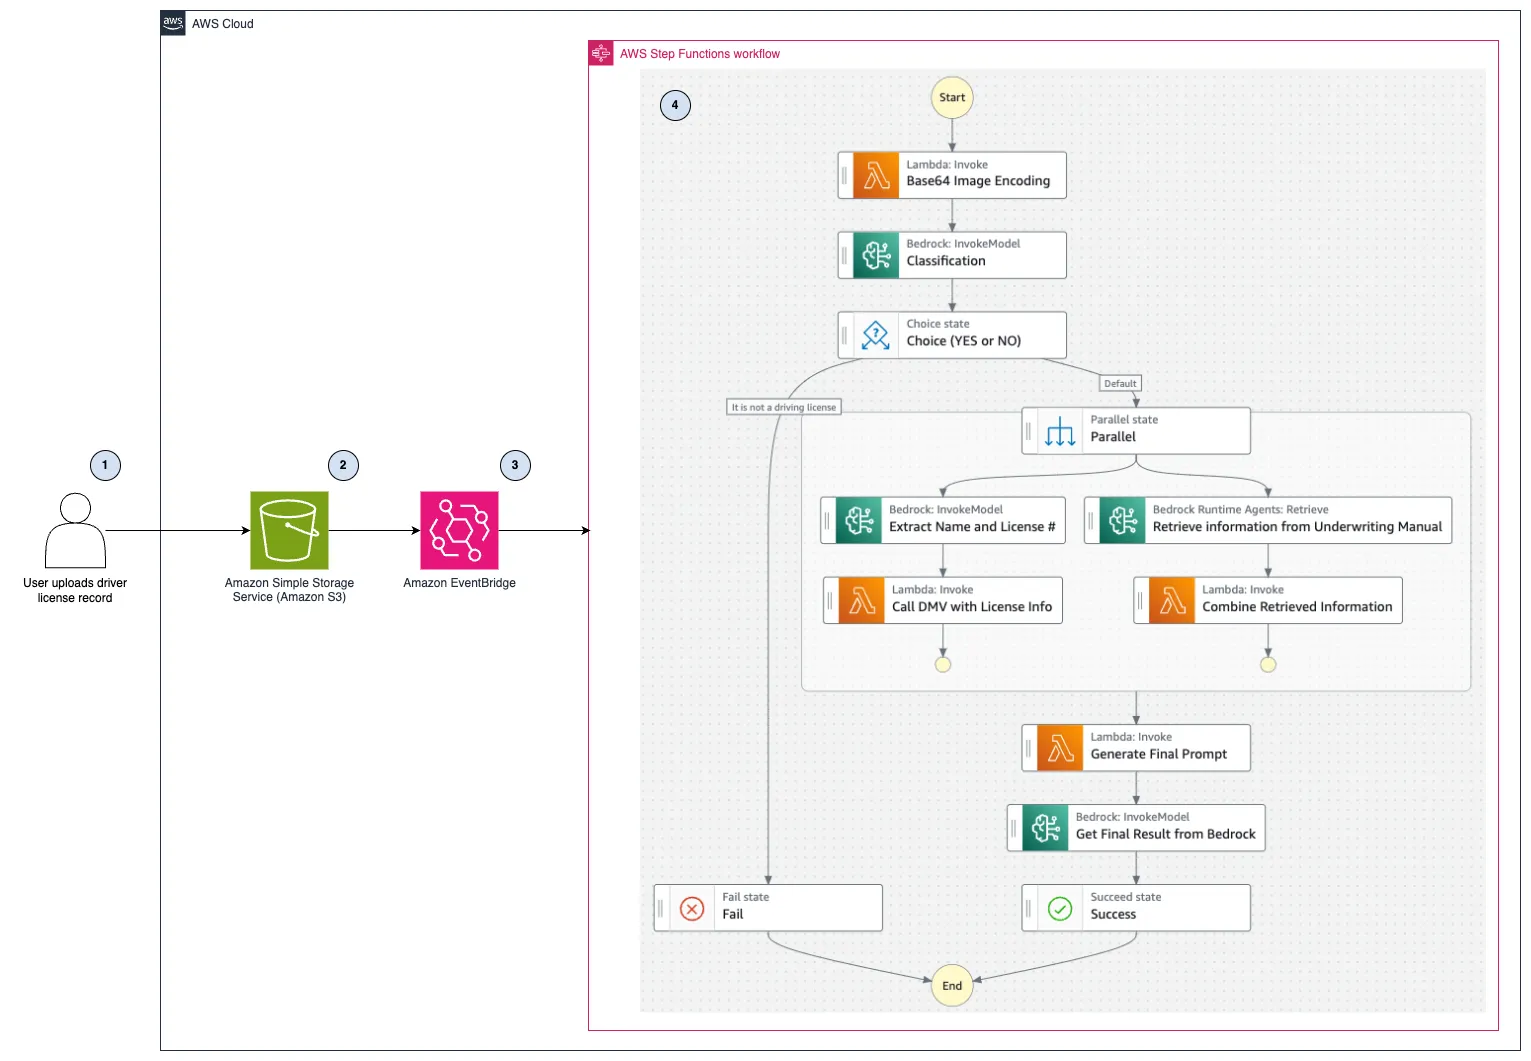 aws
AWS Cloud
AWS Step Functions workflow
4
Start
Lambda: Invoke
Base64 Image Encoding
Bedrock: InvokeModel
Classification
Choice state
Choice (YES or NO)
Default
It is not a driving license
Parallel state
Parallel
1
2
3
User uploads driver
license record
Amazon Simple Storage
Service (Amazon S3)
Amazon EventBridge
Bedrock: InvokeModel
Extract Name and License #
Bedrock Runtime Agents: Retrieve
Retrieve information from Underwriting Manual
Lambda: Invoke
Call DMV with License Info
Lambda: Invoke
Combine Retrieved Information
Lambda: Invoke
Generate Final Prompt
Bedrock: InvokeModel
Get Final Result from Bedrock
Fail state
Fail
Succeed state
Success
End